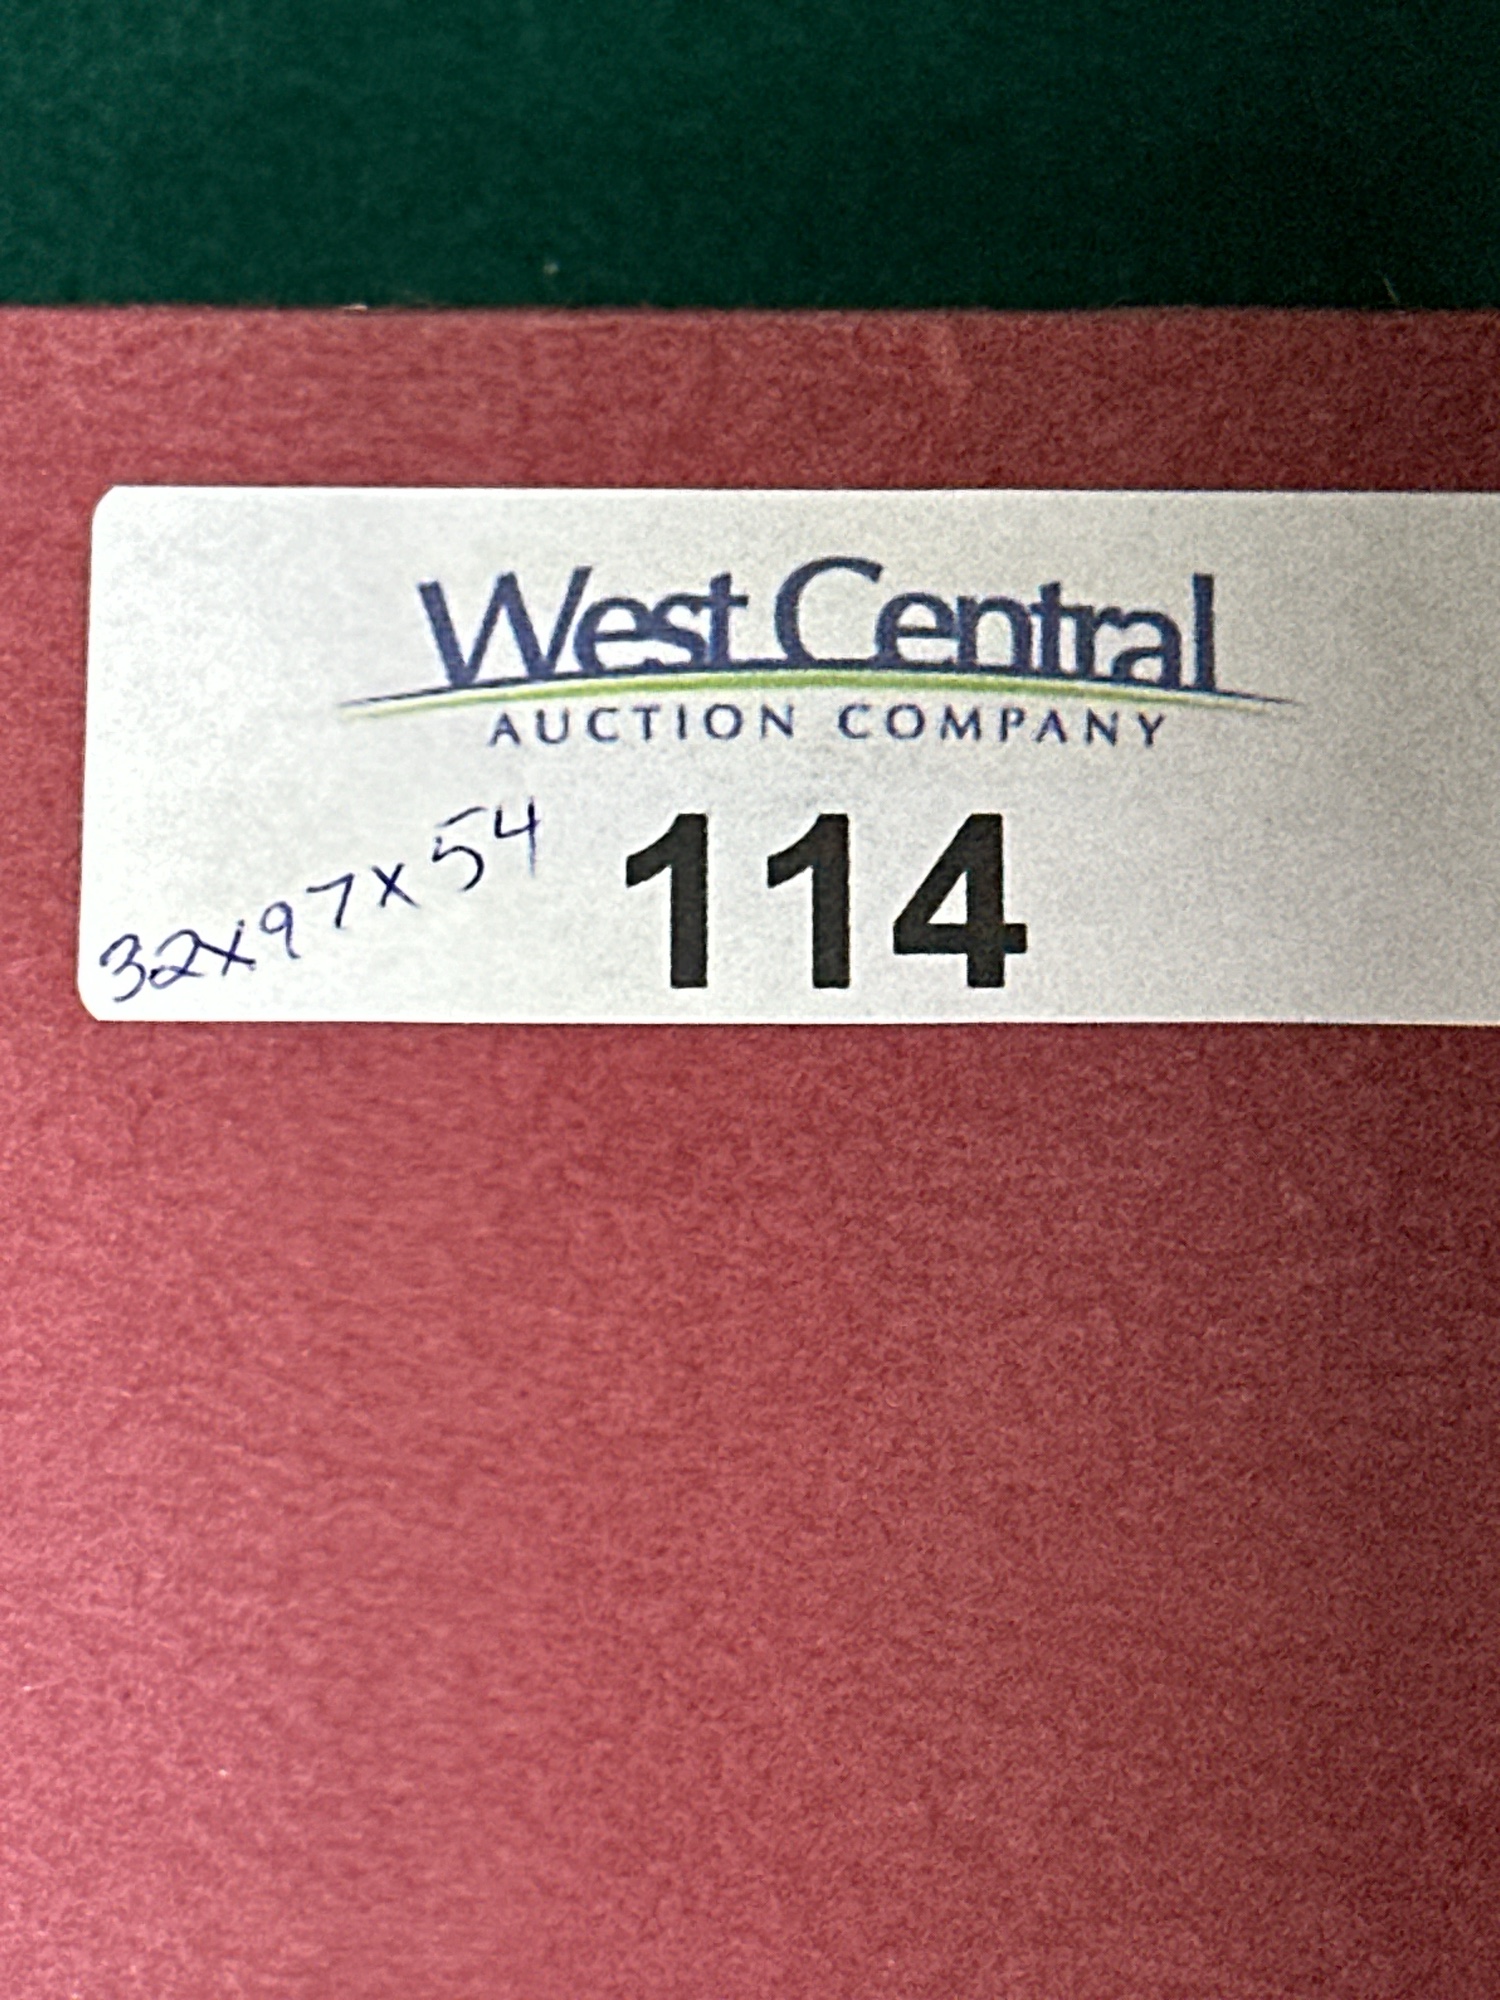 West Central
AUCTION COMPANY
32x97x54 114